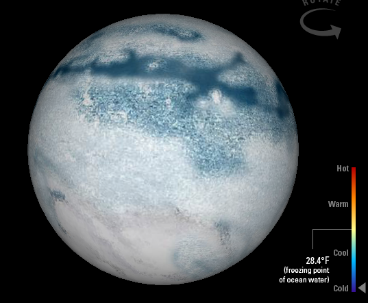 ROTATE
Hot
Warm
28.4°F
(freezing point
of ocean water)
Cool
Cold